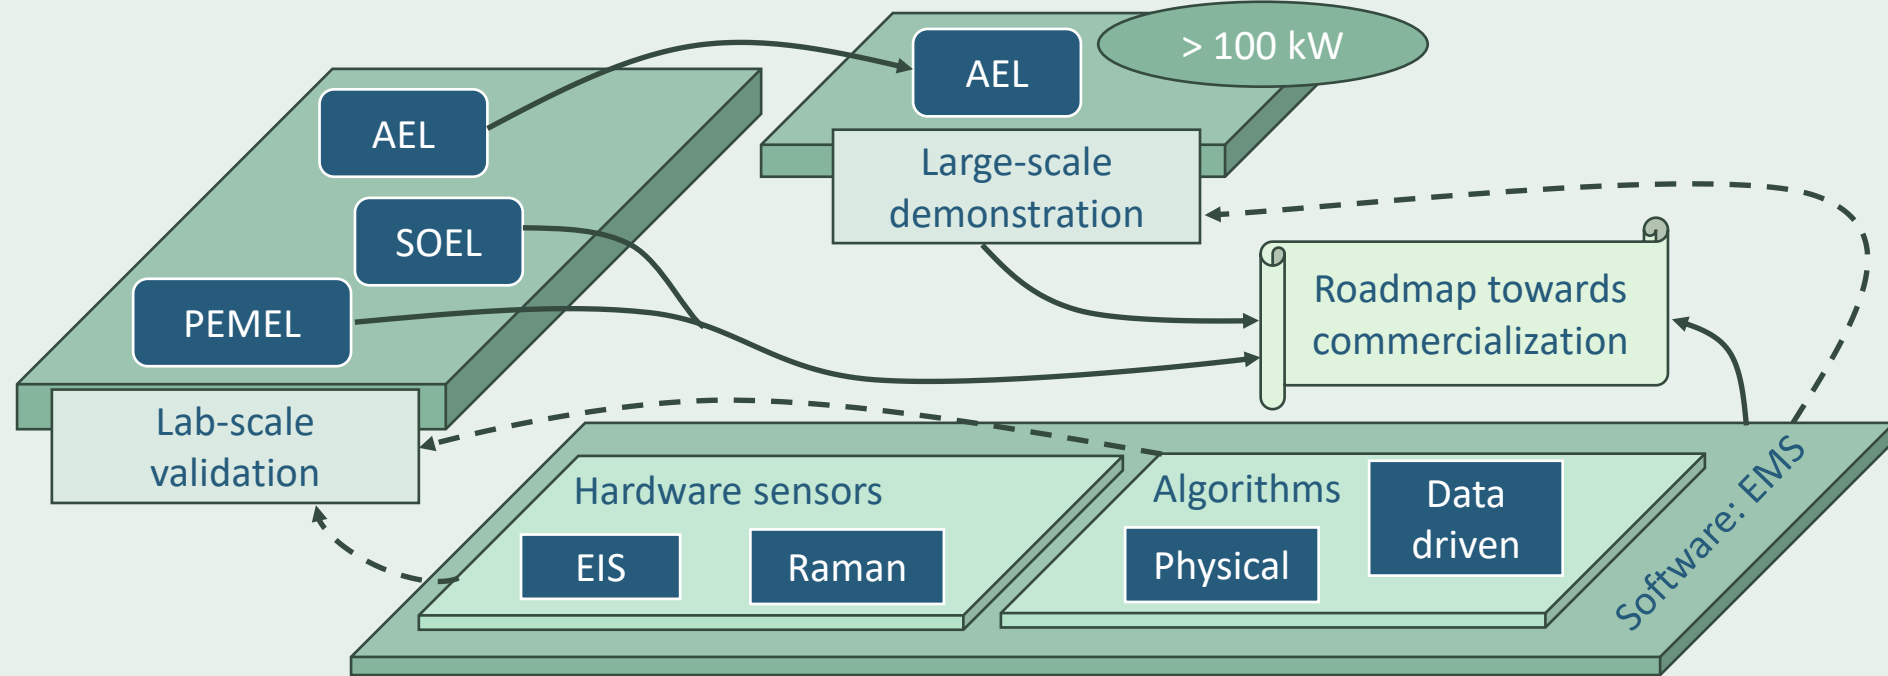 AEL
SOEL
PEMEL
Lab-scale
validation
AEL
> 100 kW
Large-scale
demonstration
Roadmap towards
commercialization
Hardware sensors
EIS
Raman
Algorithms
Physical
Data
driven
Software: EMS